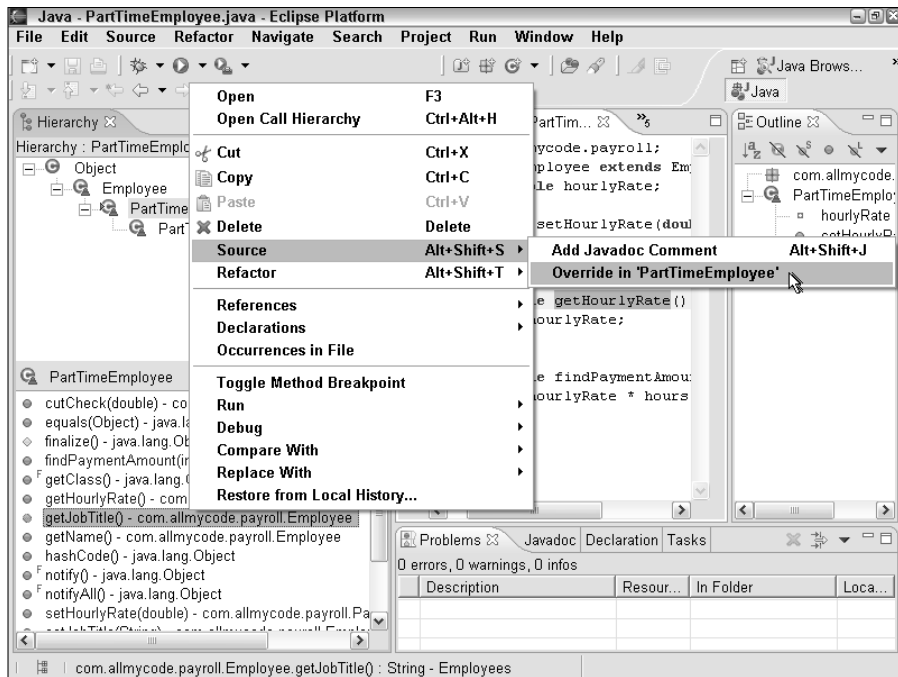 Java - PartTimeEmployee.java - Eclipse Platform
File Edit Source Refactor Navigate Search Project Run Window Help
Java Brows...
Java
Hierarchy
Hierarchy : PartTimeEmplo
Object
Employee
PartTime
PartT
Open F3
Open Call Hierarchy Ctrl+Alt+H
Cut Ctrl+X
Copy Ctrl+C
Paste Ctrl+V
Delete Delete
Source Alt+Shift+S
Refactor Alt+Shift+T
References
Declarations
Occurrences in File
Toggle Method Breakpoint
Run
Debug
Compare With
Replace With
Restore from Local History...
Add Javadoc Comment Alt+Shift+J
Override in 'PartTimeEmployee'
PartTim... »5
mycode.payroll;
ployee extends Em
le hourlyRate;
setHourlyRate(doul
le getHourlyRate()
ourlyRate;
le findPaymentAmou
ourlyRate * hours
Outline
com.allmycode.
PartTimeEmplo
hourlyRate
PartTimeEmployee
cutCheck(double) - co
equals(Object) - java.la
finalize() - java.lang.Ob
findPaymentAmount(in
F getClass() - java.lang.
getHourlyRate() - com
getJobTitle() - com.allmycode.payroll.Employee
getName() - com.allmycode.payroll.Employee
hashCode() - java.lang.Object
F notify() - java.lang.Object
F notifyAll() - java.lang.Object
setHourlyRate(double) - com.allmycode.payroll.Pa
Problems Javadoc Declaration Tasks
0 errors, 0 warnings, 0 infos
Description Resour... In Folder Loca...
com.allmycode.payroll.Employee.getJobTitle() : String - Employees